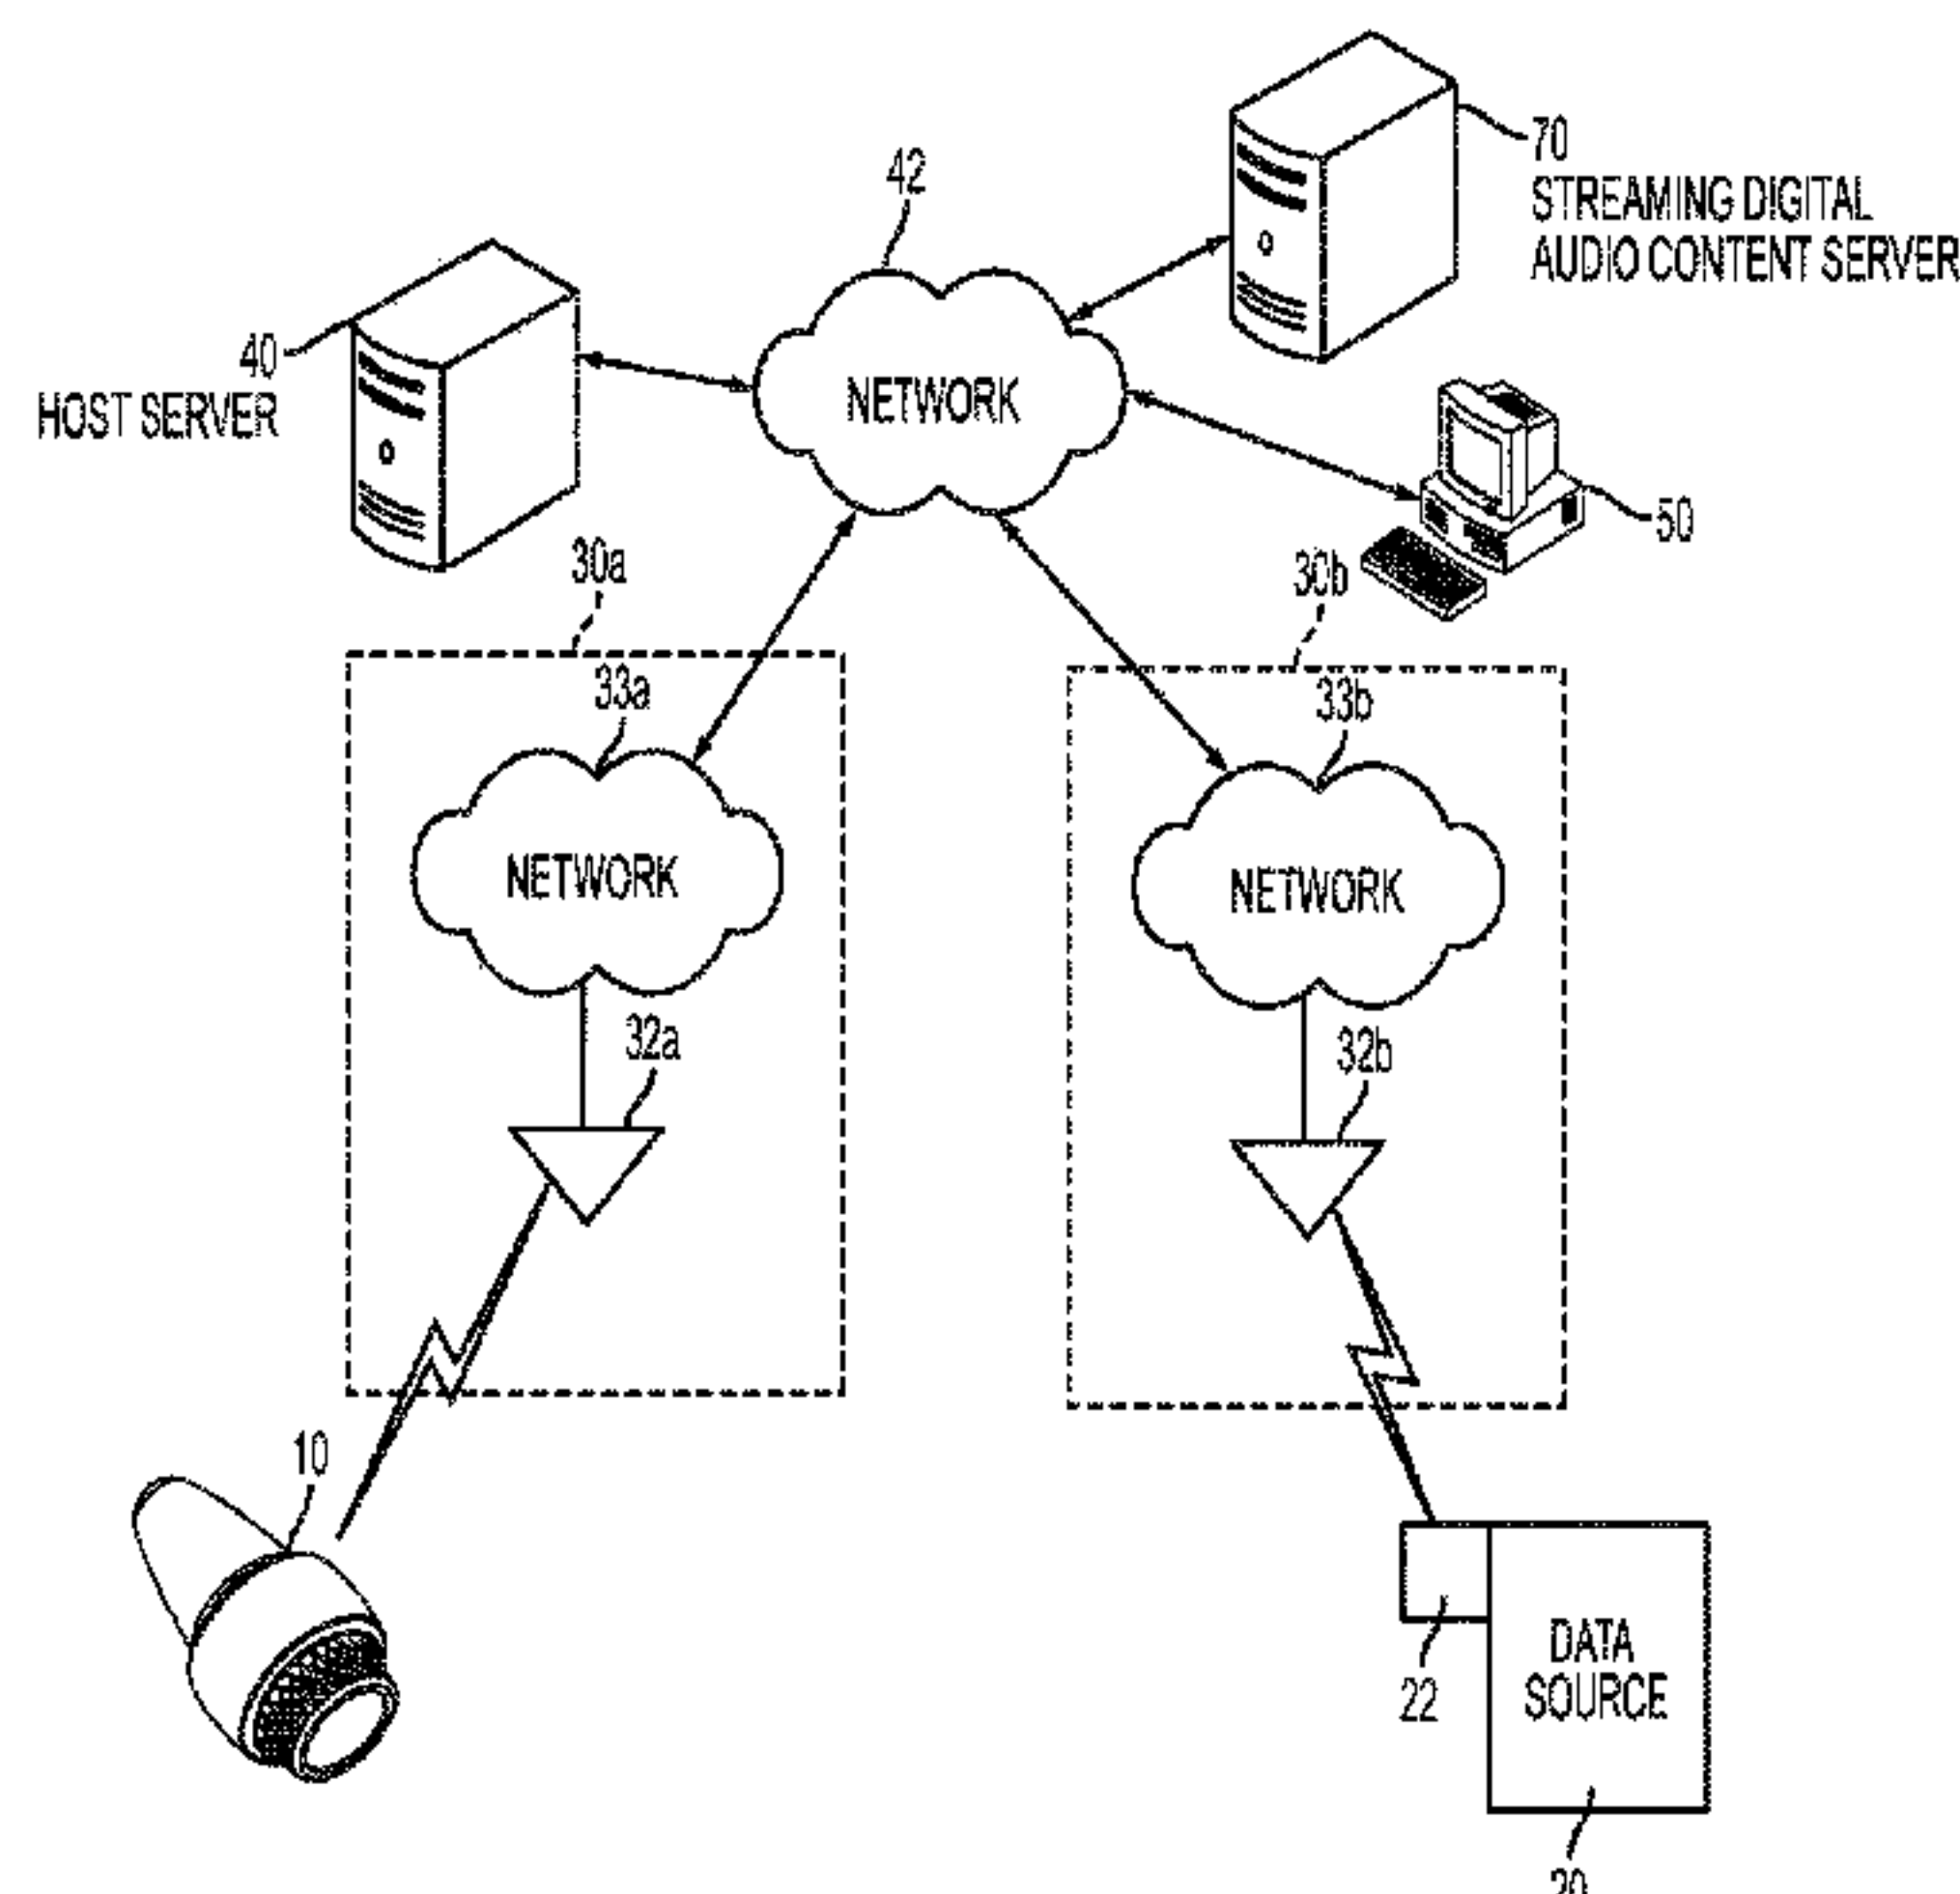 70
STREAMING DIGITAL
AUDIO CONTENT SERVER
42
40
HOST SERVER
NETWORK
50
30a
30b
33a
33b
NETWORK
NETWORK
32a
32b
10
22
DATA
SOURCE